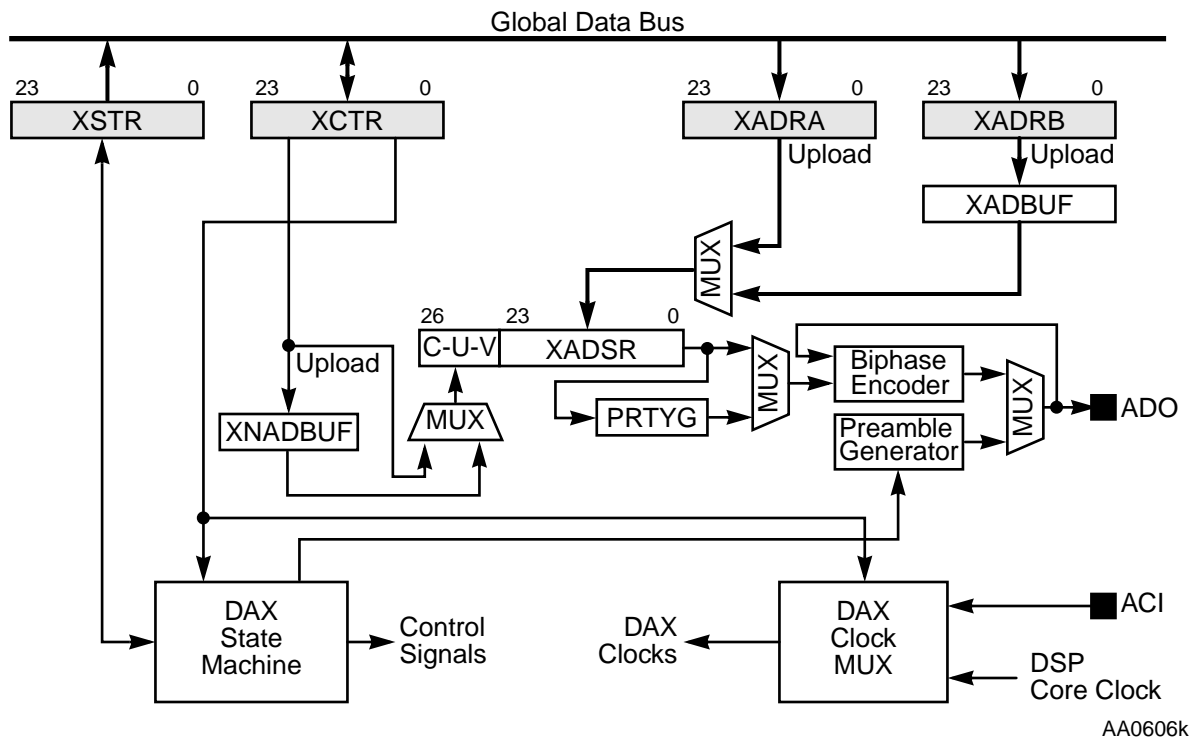 Global Data Bus
23 0 23 0 23 0 23 0
XSTR XCTR XADRA XADRB
Upload Upload
XADBUF
MUX
26 23 0
C-U-V XADSR
Upload
MUX
Biphase
Encoder
MUX
ADO
XNADBUF
MUX
PRTYG
Preamble
Generator
DAX
State
Machine
Control
Signals
DAX
Clocks
DAX
Clock
MUX
ACI
DSP
Core Clock
AA0606k